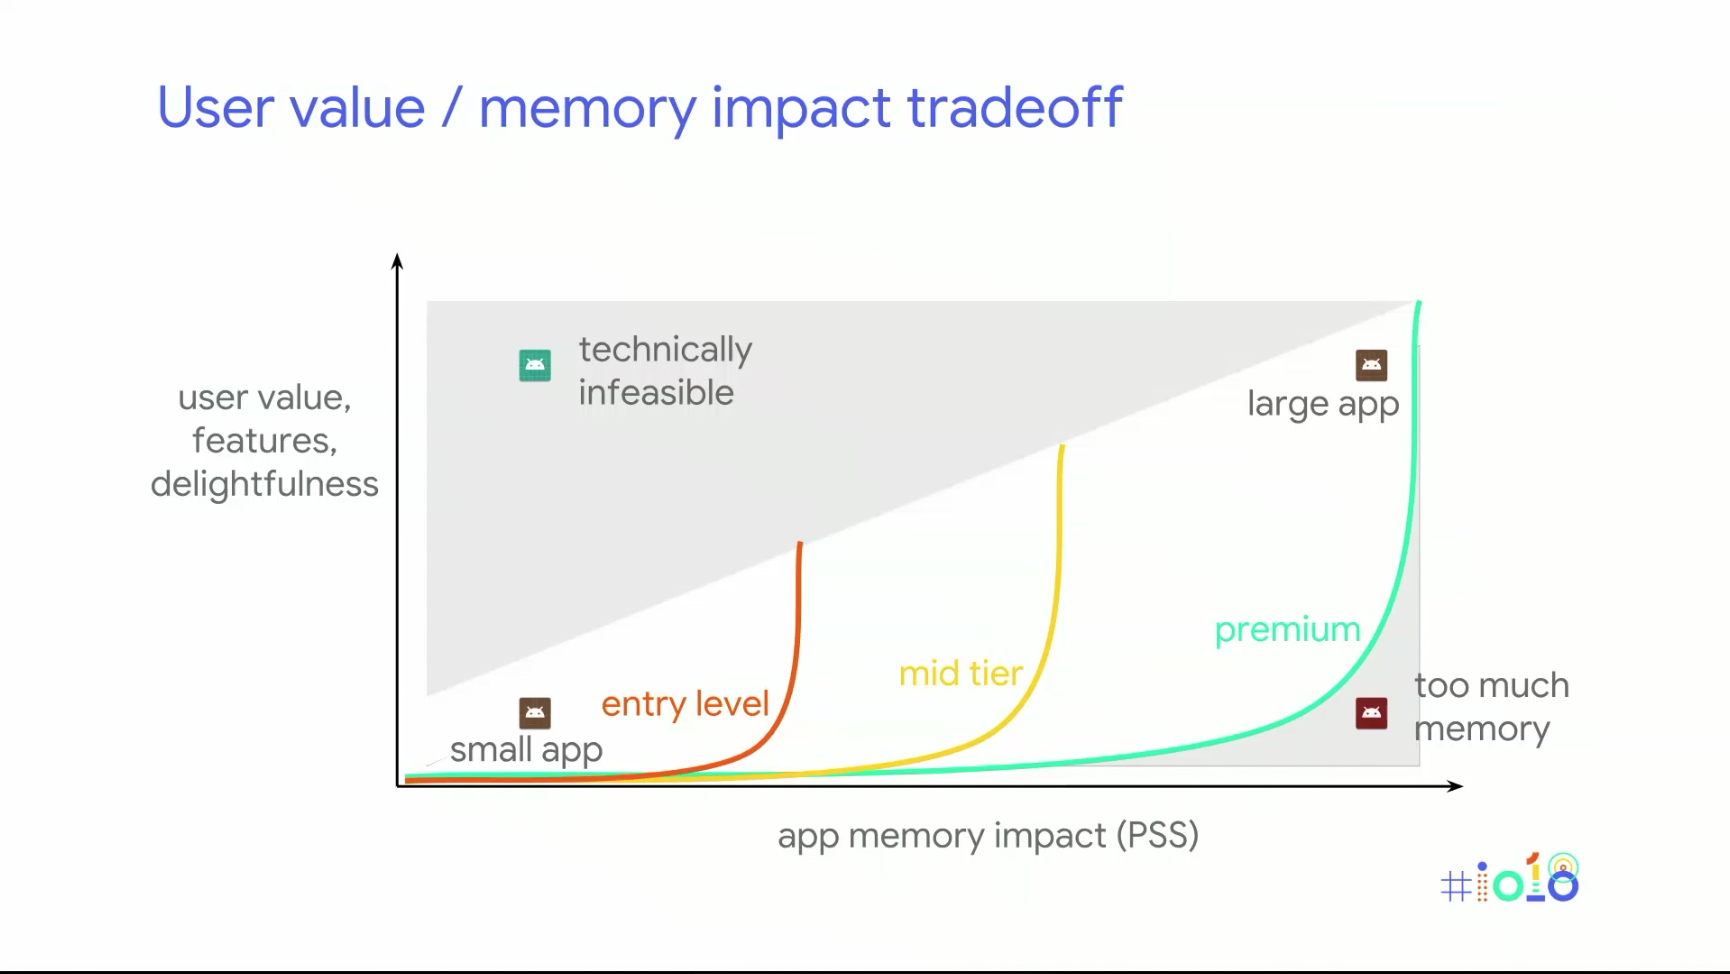 User value / memory impact tradeoff
technically
infeasible
user value,
features,
delightfulness
large app
premium
mid tier
entry level
too much
memory
small app
app memory impact (PSS)
#io18